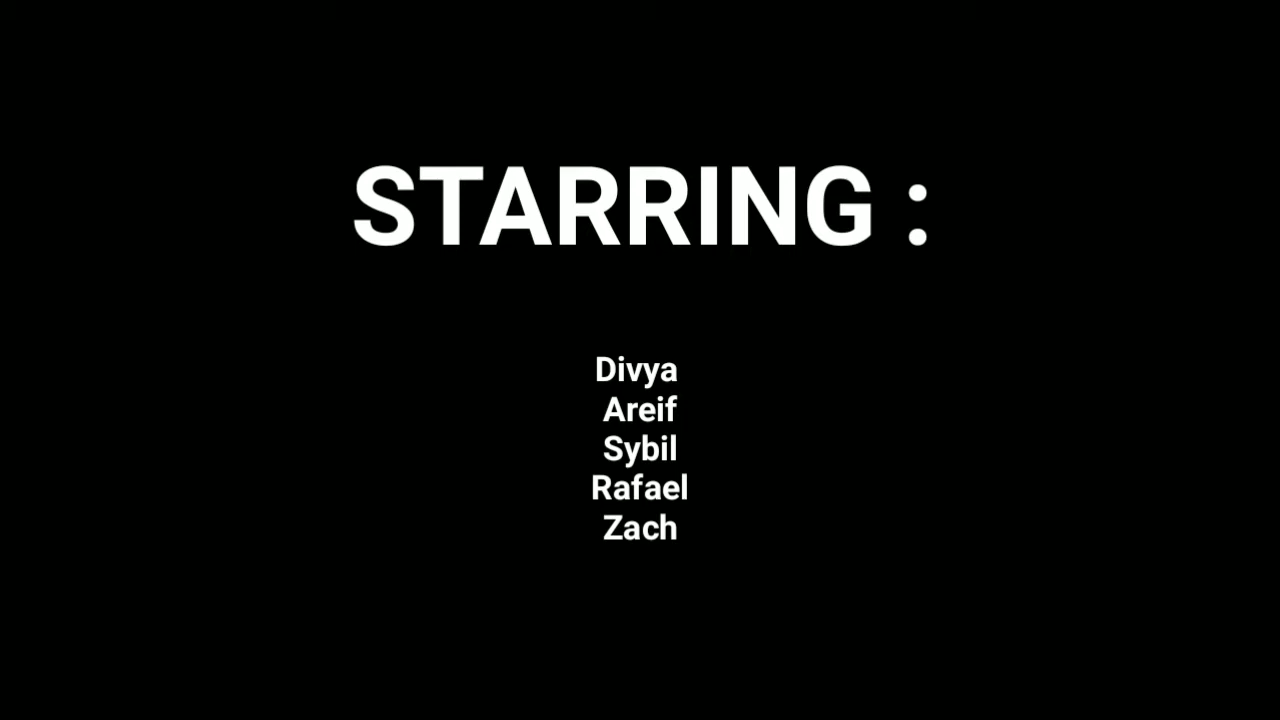 STARRING :
Divya
Areif
Sybil
Rafael
Zach